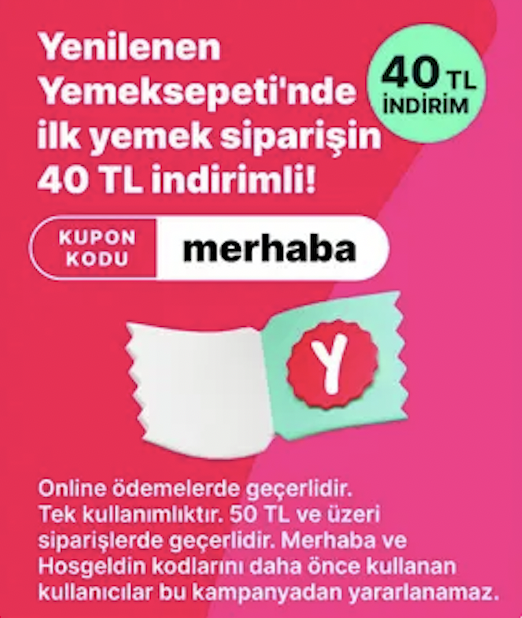 Yenilenen
Yemeksepeti'nde
ilk yemek siparişin
40 TL indirimli!
40 TL
İNDİRİM
KUPON
KODU
merhaba
Y
Online ödemelerde geçerlidir.
Tek kullanımlıktır. 50 TL ve üzeri
siparişlerde geçerlidir. Merhaba ve
Hosgeldin kodlarını daha önce kullanan
kullanıcılar bu kampanyadan yararlanamaz.